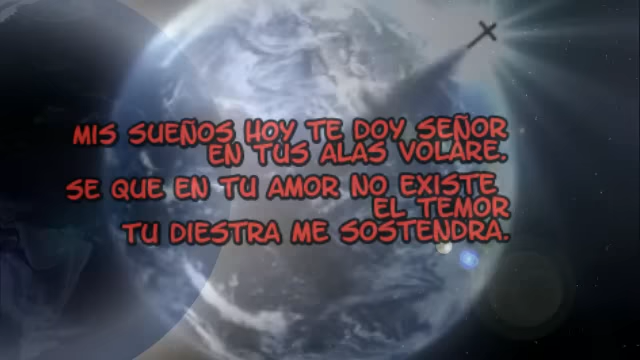 MIS SUEÑOS HOY TE DOY SEÑOR
EN TUS ALAS VOLARE.
SE QUE EN TU AMOR NO EXISTE
EL TEMOR
TU DIESTRA ME SOSTENDRA.